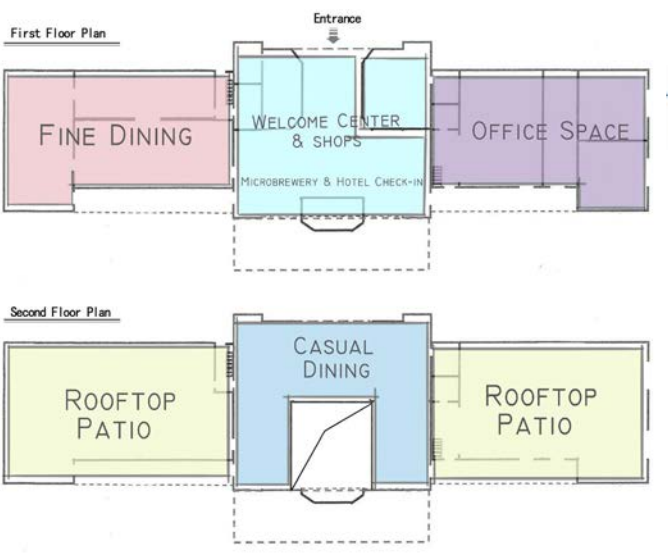 Entrance
First Floor Plan
FINE DINING
WELCOME CENTER
& SHOPS
MICROBREWERY & HOTEL CHECK-IN
OFFICE SPACE
Second Floor Plan
ROOFTOP
PATIO
CASUAL
DINING
ROOFTOP
PATIO